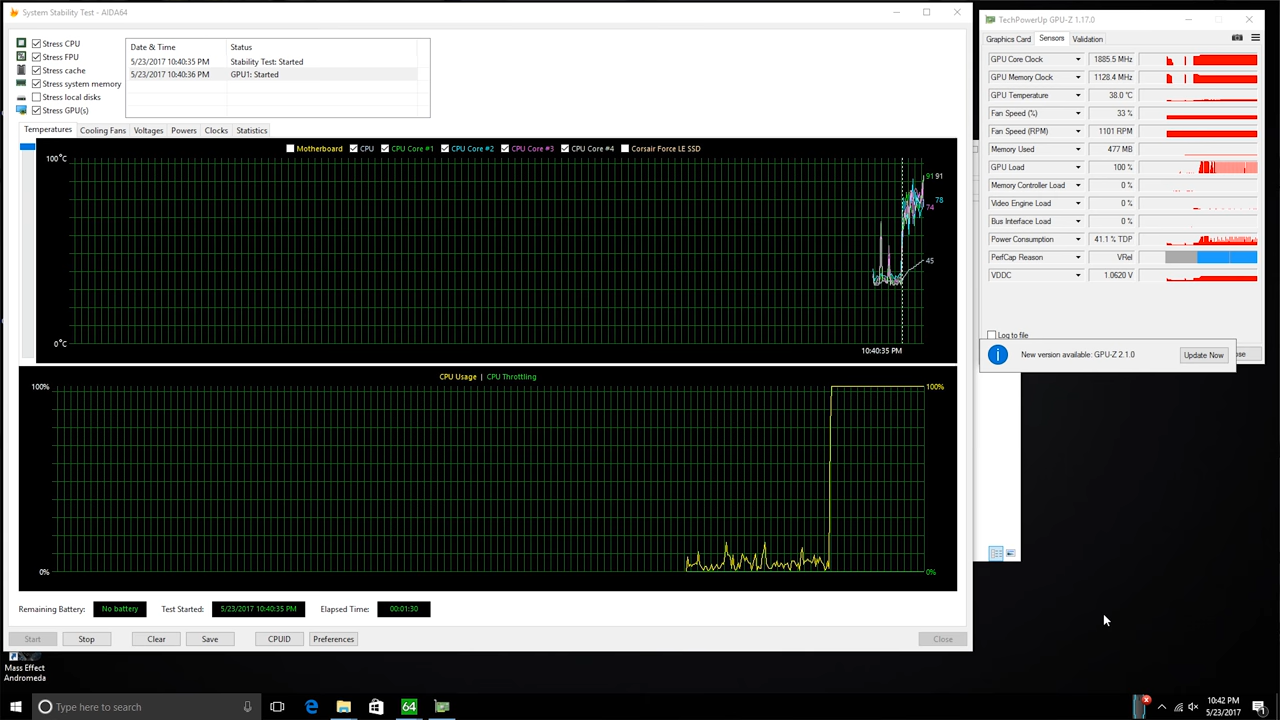 System Stability Test - AIDA64
Stress CPU
Stress FPU
Stress cache
Stress system memory
Stress local disks
Stress GPU(s)
Date & Time Status
5/23/2017 10:40:35 PM Stability Test: Started
5/23/2017 10:40:36 PM GPU1: Started
Temperatures Cooling Fans Voltages Powers Clocks Statistics
Motherboard CPU CPU Core #1 CPU Core #2 CPU Core #3 CPU Core #4 Corsair Force LE SSD
100°C
91 91
78
74
45
0°C
10:40:35 PM
CPU Usage | CPU Throttling
100% 100%
0% 0%
Remaining Battery: No battery Test Started: 5/23/2017 10:40:35 PM Elapsed Time: 00:01:30
Start Stop Clear Save CPUID Preferences Close
TechPowerUp GPU-Z 1.17.0
Graphics Card Sensors Validation
GPU Core Clock 1885.5 MHz
GPU Memory Clock 1128.4 MHz
GPU Temperature 38.0 °C
Fan Speed (%) 33 %
Fan Speed (RPM) 1101 RPM
Memory Used 477 MB
GPU Load 100 %
Memory Controller Load 0 %
Video Engine Load 0 %
Bus Interface Load 0 %
Power Consumption 41.1 % TDP
PerfCap Reason VRel
VDDC 1.0620 V
Log to file
New version available: GPU-Z 2.1.0 Update Now
Mass Effect
Andromeda
Type here to search
64
10:42 PM
5/23/2017
1